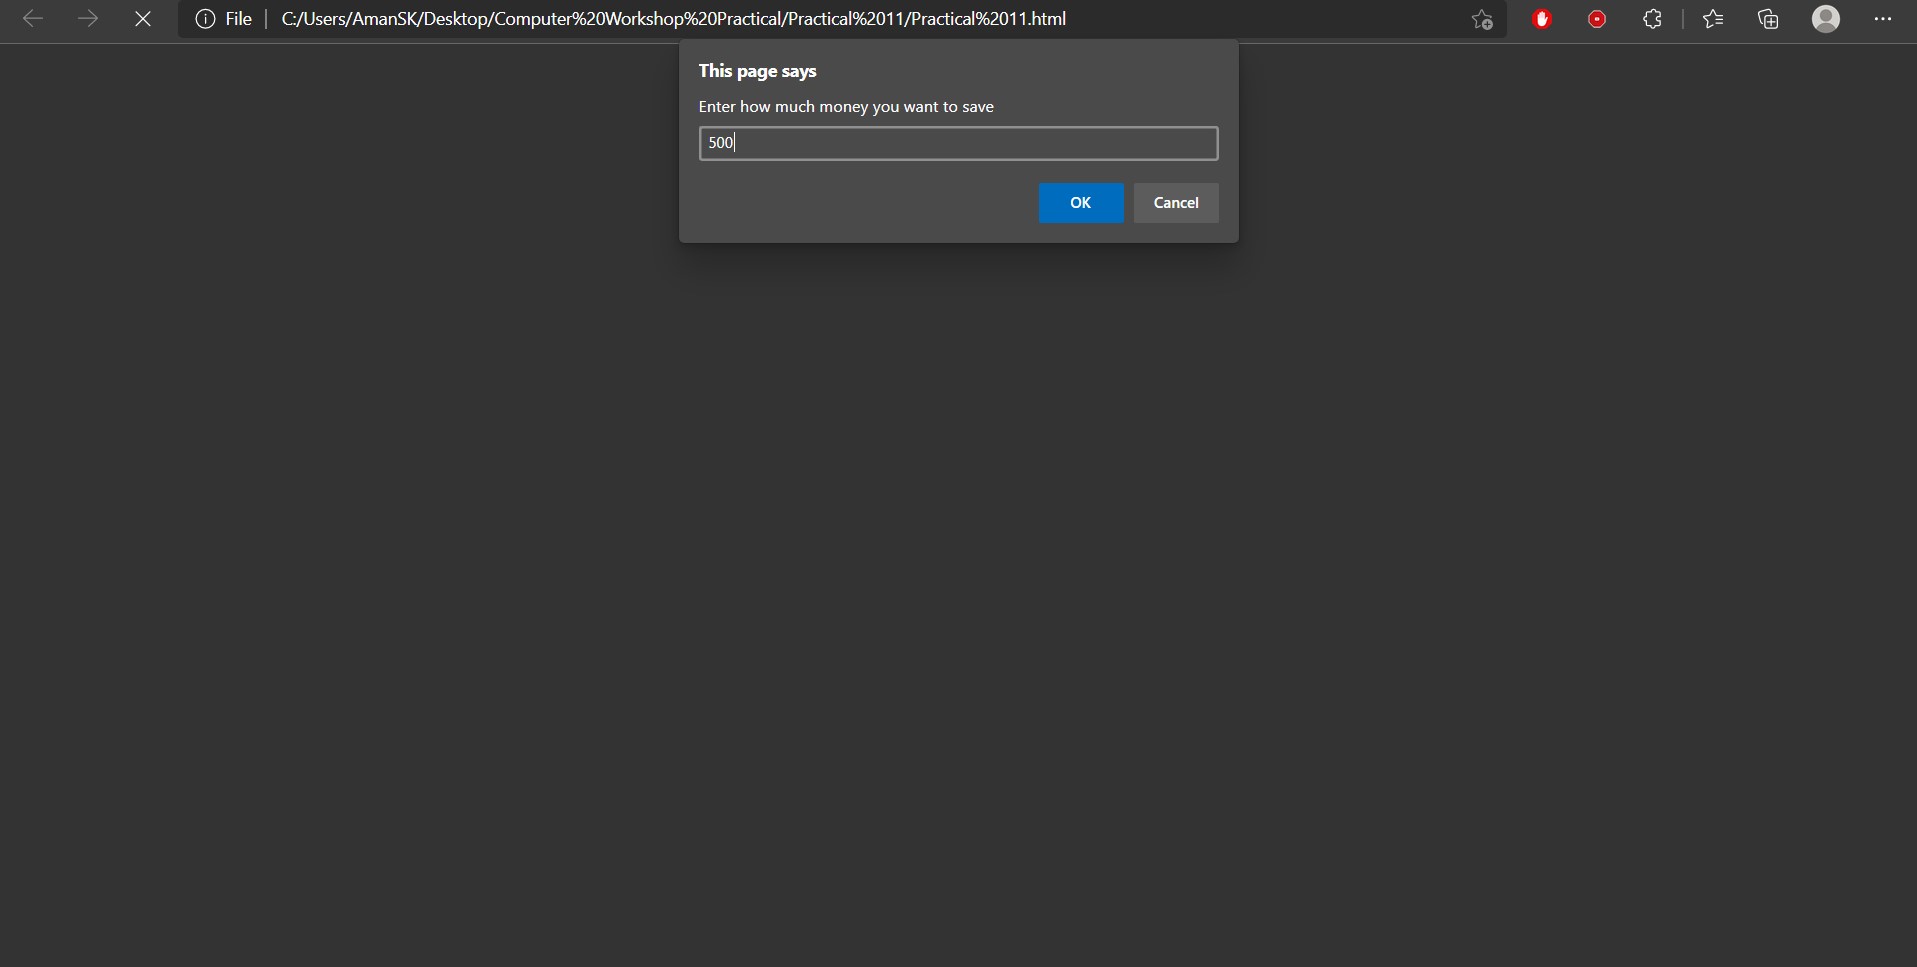 File C:/Users/AmanSK/Desktop/Computer%20Workshop%20Practical/Practical%2011/Practical%2011.html
This page says
Enter how much money you want to save
500
OK Cancel